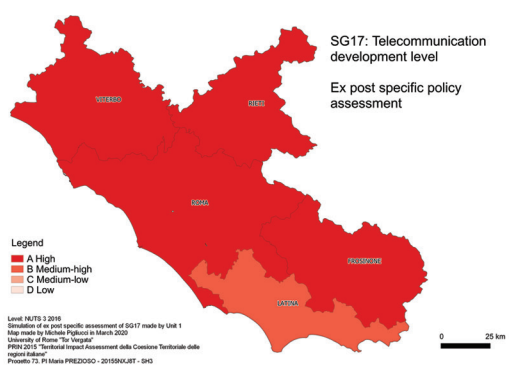 SG17: Telecommunication
development level
Ex post specific policy
assessment
VITERBO
RIETI
ROMA
FROSINONE
LATINA
Legend
A High
B Medium-high
C Medium-low
D Low
Level: NUTS 3 2016
Simulation of ex post specific assessment of SG17 made by Unit 1
Map made by Michele Pigliucci in March 2020
University of Rome "Tor Vergata"
PRIN 2015 "Territorial Impact Assessment della Coesione Territoriale delle
regioni italiane"
Progetto 73. PI Maria PREZIOSO - 20155NXJ8T - SH3
0 25 km